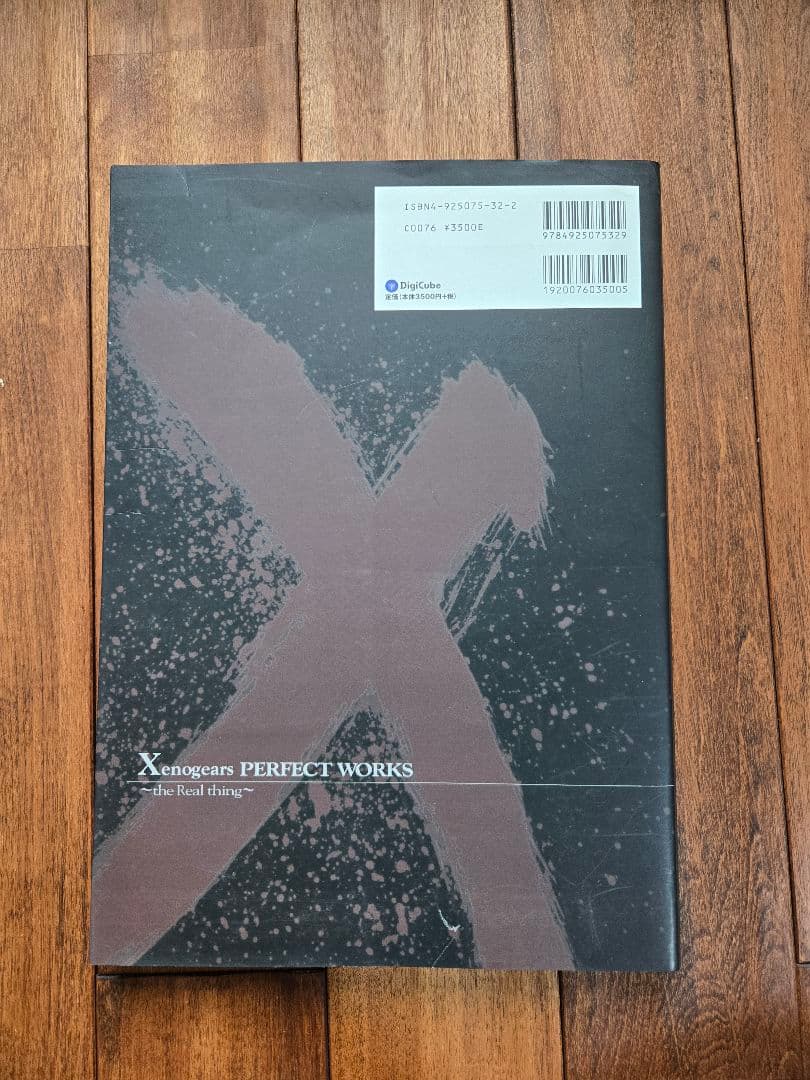 ISBN4-925075-32-2
C0076 ¥3500E
9784925075329
DigiCube
定価(本体3500円+税)
1920076035005
Xenogears PERFECT WORKS
～the Real thing～